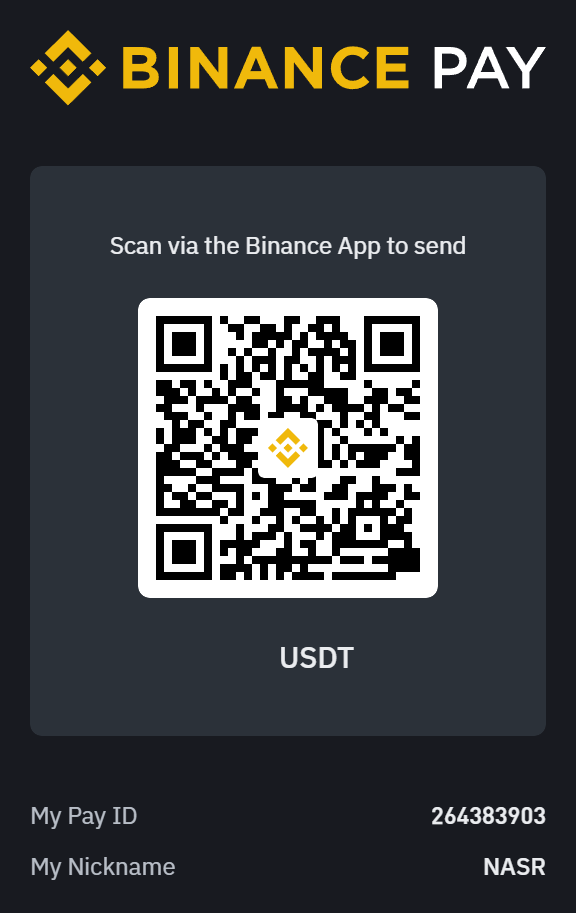 BINANCE PAY
Scan via the Binance App to send
USDT
My Pay ID 264383903
My Nickname NASR